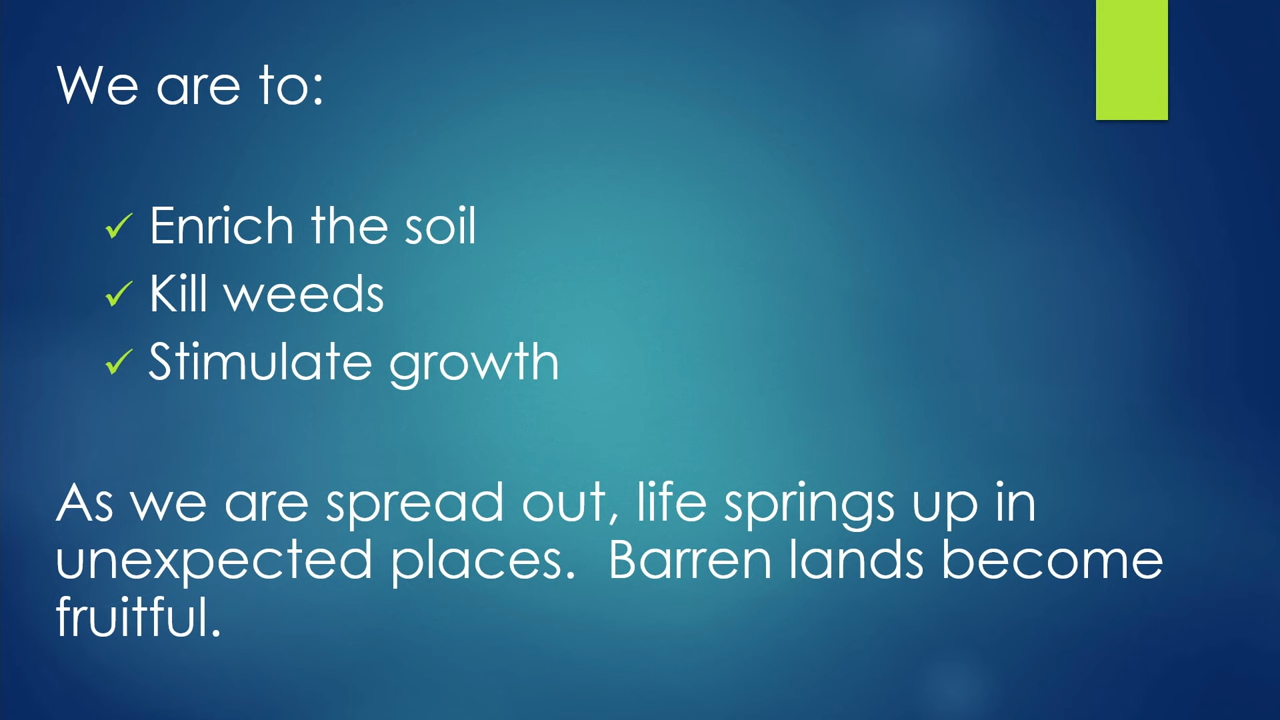 We are to:
✓ Enrich the soil
✓ Kill weeds
✓ Stimulate growth
As we are spread out, life springs up in
unexpected places.  Barren lands become
fruitful.